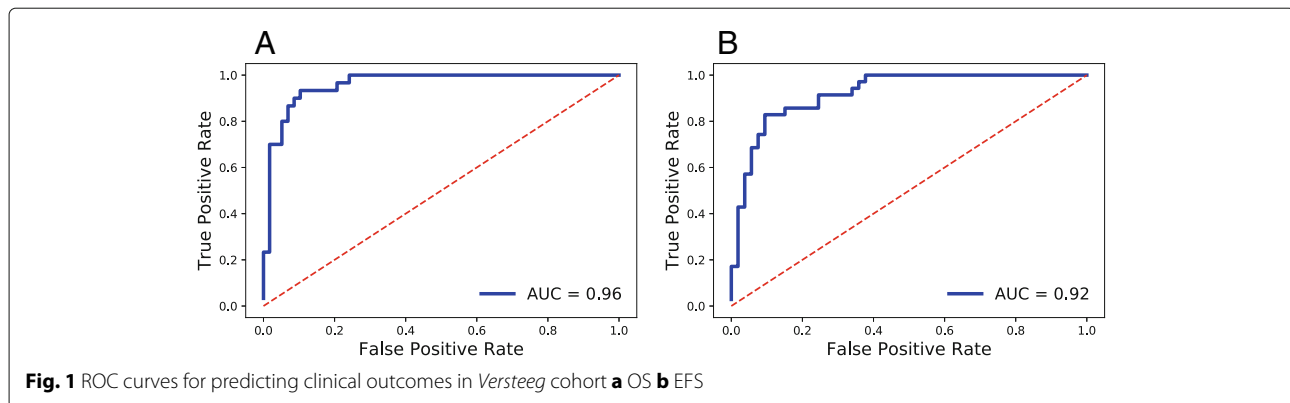 A
1.0
0.8
0.6
0.4
0.2
0.0
True Positive Rate
AUC = 0.96
0.0 0.2 0.4 0.6 0.8 1.0
False Positive Rate
B
1.0
0.8
0.6
0.4
0.2
0.0
True Positive Rate
AUC = 0.92
0.0 0.2 0.4 0.6 0.8 1.0
False Positive Rate
Fig. 1 ROC curves for predicting clinical outcomes in Versteeg cohort a OS b EFS